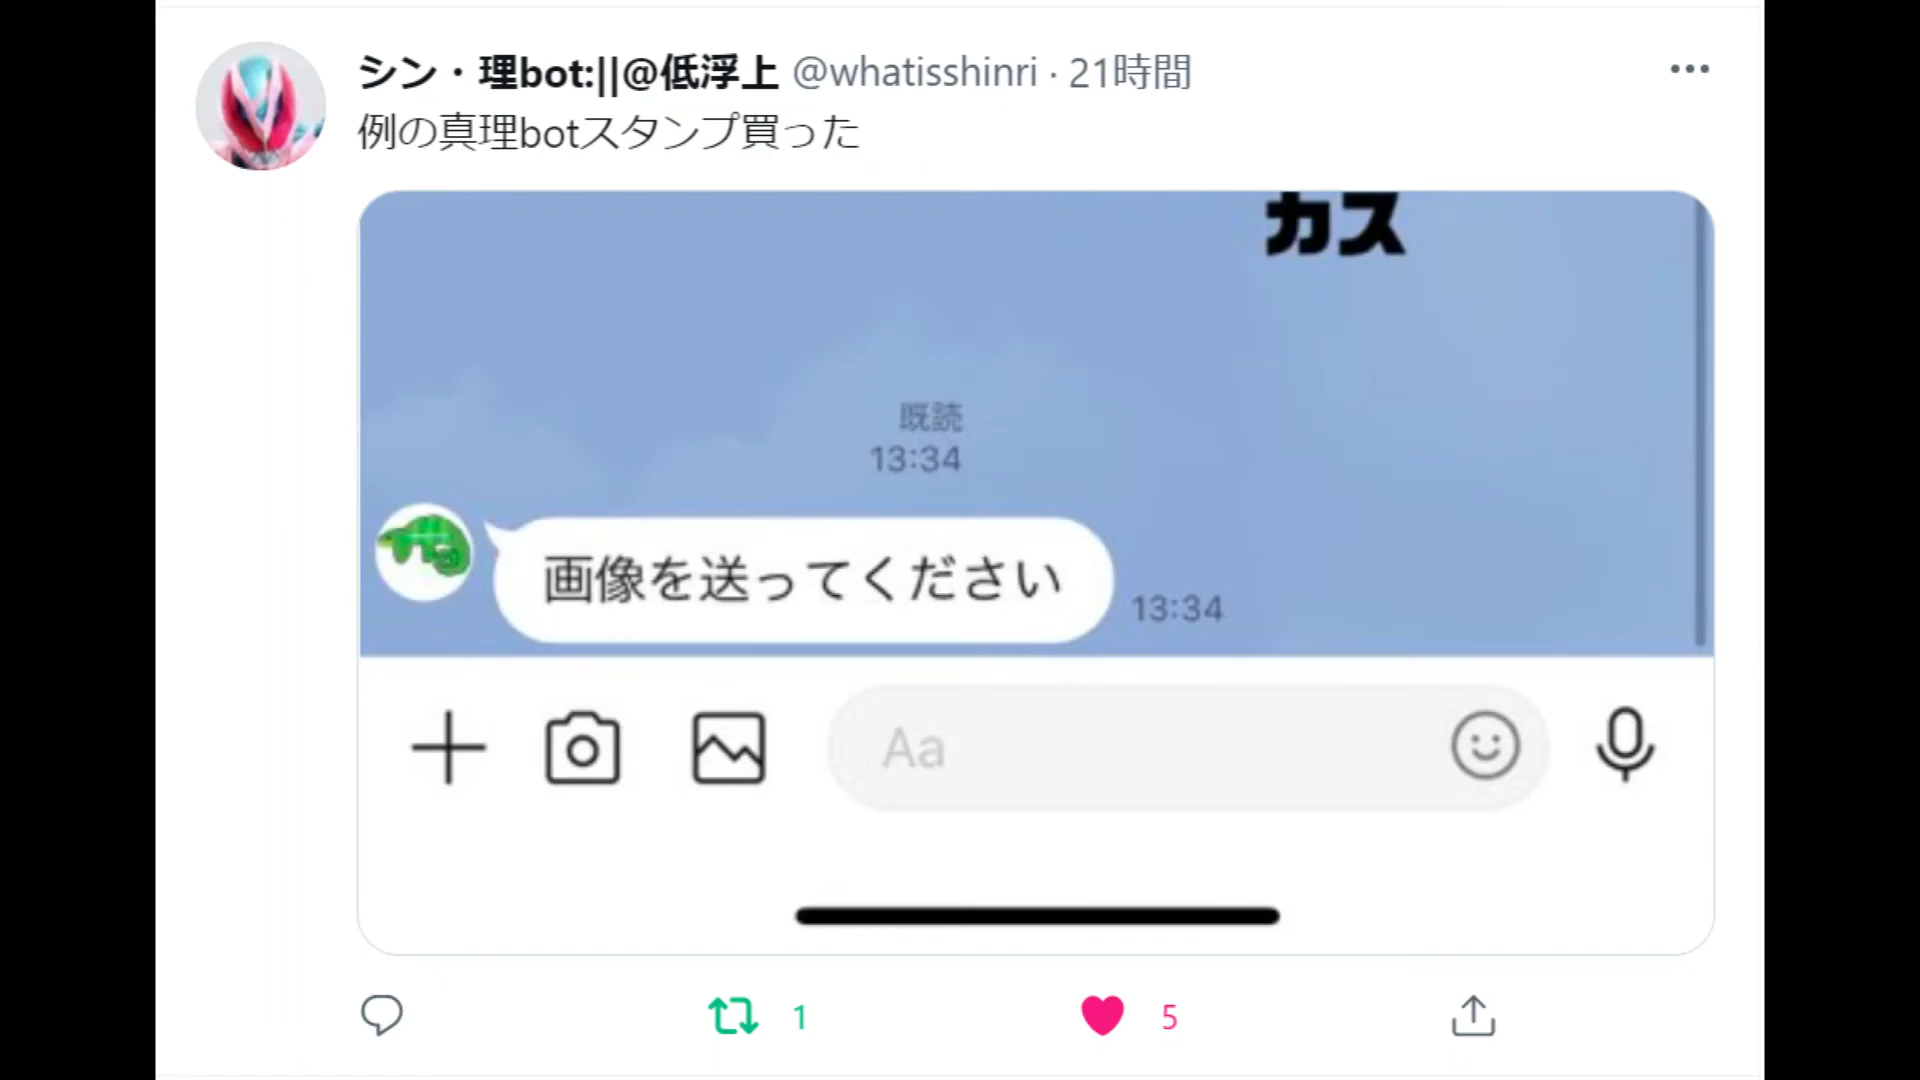 シン・理bot:||@低浮上 @whatisshinri · 21時間
例の真理botスタンプ買った
カス
既読
13:34
画像を送ってください
13:34
Aa
1
5